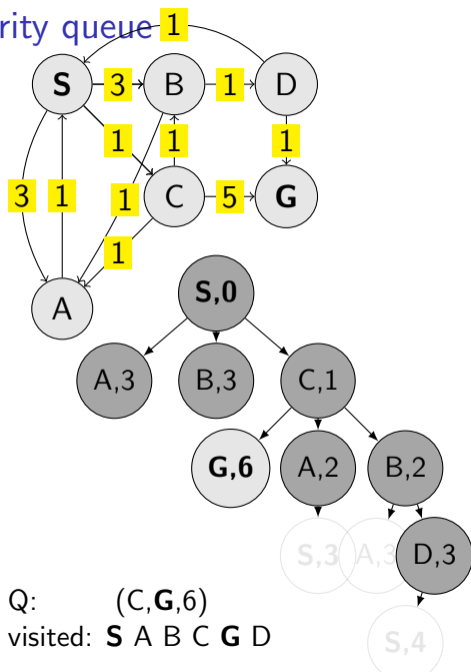 rity queue 1
S 3 B 1 D
1 1 1
3 1 1 C 5 G
1
A
S,0
A,3 B,3 C,1
G,6 A,2 B,2
S,3 A,3 D,3
S,4
Q: (C,G,6)
visited: S A B C G D